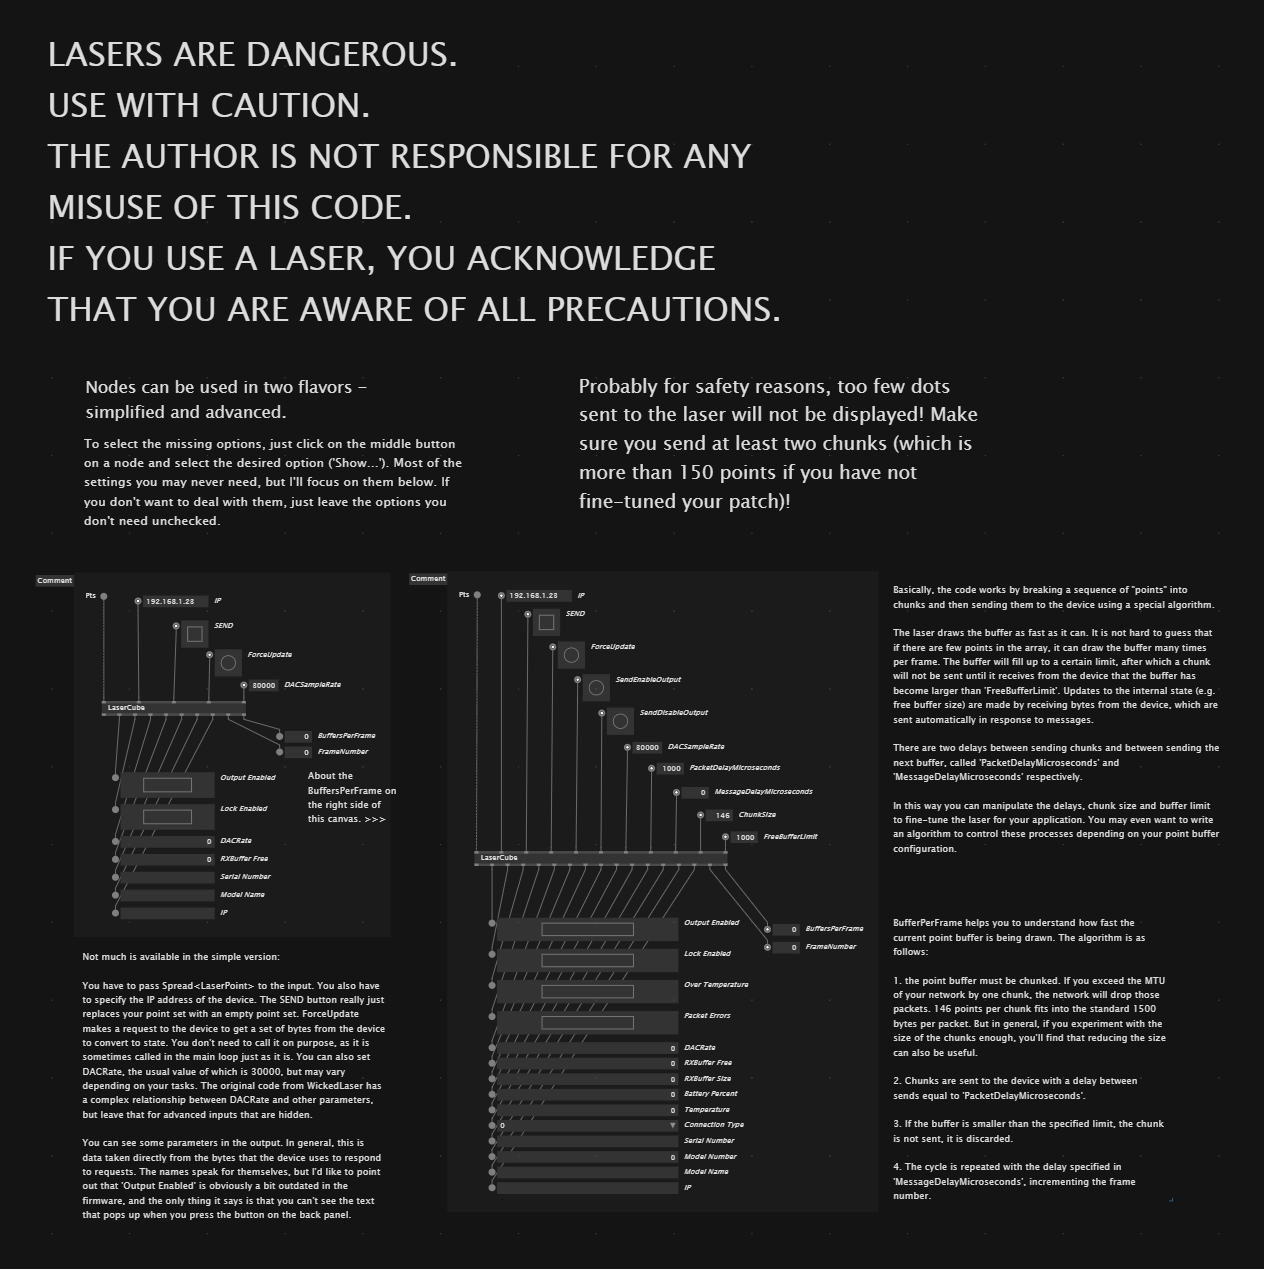 LASERS ARE DANGEROUS.
USE WITH CAUTION.
THE AUTHOR IS NOT RESPONSIBLE FOR ANY
MISUSE OF THIS CODE.
IF YOU USE A LASER, YOU ACKNOWLEDGE
THAT YOU ARE AWARE OF ALL PRECAUTIONS.
Nodes can be used in two flavors -
simplified and advanced.
To select the missing options, just click on the middle button
on a node and select the desired option ('Show...'). Most of the
settings you may never need, but I'll focus on them below. If
you don't want to deal with them, just leave the options you
don't need unchecked.
Probably for safety reasons, too few dots
sent to the laser will not be displayed! Make
sure you send at least two chunks (which is
more than 150 points if you have not
fine-tuned your patch)!
Comment
Pts
192.168.1.28 IP
SEND
ForceUpdate
80000 DACSampleRate
LaserCube
0 BuffersPerFrame
0 FrameNumber
Output Enabled
Lock Enabled
0 DACRate
0 RXBuffer Free
Serial Number
Model Name
IP
About the
BuffersPerFrame on
the right side of
this canvas. >>>
Not much is available in the simple version:
You have to pass Spread<LaserPoint> to the input. You also have
to specify the IP address of the device. The SEND button really just
replaces your point set with an empty point set. ForceUpdate
makes a request to the device to get a set of bytes from the device
to convert to state. You don't need to call it on purpose, as it is
sometimes called in the main loop just as it is. You can also set
DACRate, the usual value of which is 30000, but may vary
depending on your tasks. The original code from WickedLaser has
a complex relationship between DACRate and other parameters,
but leave that for advanced inputs that are hidden.
You can see some parameters in the output. In general, this is
data taken directly from the bytes that the device uses to respond
to requests. The names speak for themselves, but I'd like to point
out that 'Output Enabled' is obviously a bit outdated in the
firmware, and the only thing it says is that you can't see the text
that pops up when you press the button on the back panel.
Comment
Pts
192.168.1.28 IP
SEND
ForceUpdate
SendEnableOutput
SendDisableOutput
80000 DACSampleRate
1000 PacketDelayMicroseconds
0 MessageDelayMicroseconds
146 ChunkSize
1000 FreeBufferLimit
LaserCube
0 BuffersPerFrame
0 FrameNumber
Output Enabled
Lock Enabled
Over Temperature
Packet Errors
0 DACRate
0 RXBuffer Free
0 RXBuffer Size
0 Battery Percent
0 Temperature
0 Connection Type
Serial Number
0 Model Number
Model Name
IP
Basically, the code works by breaking a sequence of "points" into
chunks and then sending them to the device using a special algorithm.
The laser draws the buffer as fast as it can. It is not hard to guess that
if there are few points in the array, it can draw the buffer many times
per frame. The buffer will fill up to a certain limit, after which a chunk
will not be sent until it receives from the device that the buffer has
become larger than 'FreeBufferLimit'. Updates to the internal state (e.g.
free buffer size) are made by receiving bytes from the device, which are
sent automatically in response to messages.
There are two delays between sending chunks and between sending the
next buffer, called 'PacketDelayMicroseconds' and
'MessageDelayMicroseconds' respectively.
In this way you can manipulate the delays, chunk size and buffer limit
to fine-tune the laser for your application. You may even want to write
an algorithm to control these processes depending on your point buffer
configuration.
BufferPerFrame helps you to understand how fast the
current point buffer is being drawn. The algorithm is as
follows:
1. the point buffer must be chunked. If you exceed the MTU
of your network by one chunk, the network will drop those
packets. 146 points per chunk fits into the standard 1500
bytes per packet. But in general, if you experiment with the
size of the chunks enough, you'll find that reducing the size
can also be useful.
2. Chunks are sent to the device with a delay between
sends equal to 'PacketDelayMicroseconds'.
3. If the buffer is smaller than the specified limit, the chunk
is not sent, it is discarded.
4. The cycle is repeated with the delay specified in
'MessageDelayMicroseconds', incrementing the frame
number.